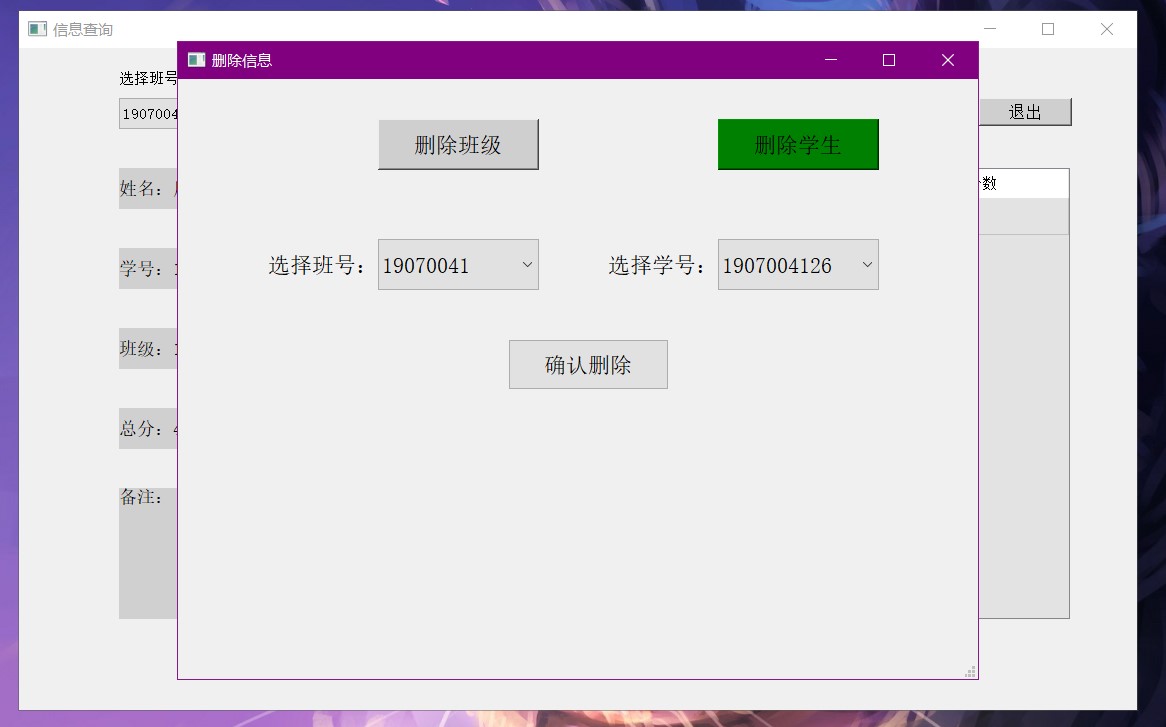 信息查询
删除信息
选择班号
1907004
退出
删除班级
删除学生
姓名：
数
学号：
选择班号：
19070041
选择学号：
1907004126
班级：
确认删除
总分：
备注：